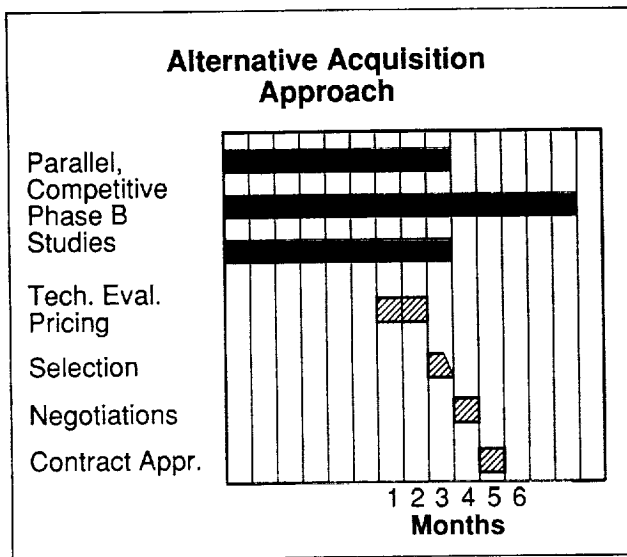 Alternative Acquisition
Approach
Parallel,
Competitive
Phase B
Studies
Tech. Eval.
Pricing
Selection
Negotiations
Contract Appr.
1 2 3 4 5 6
Months